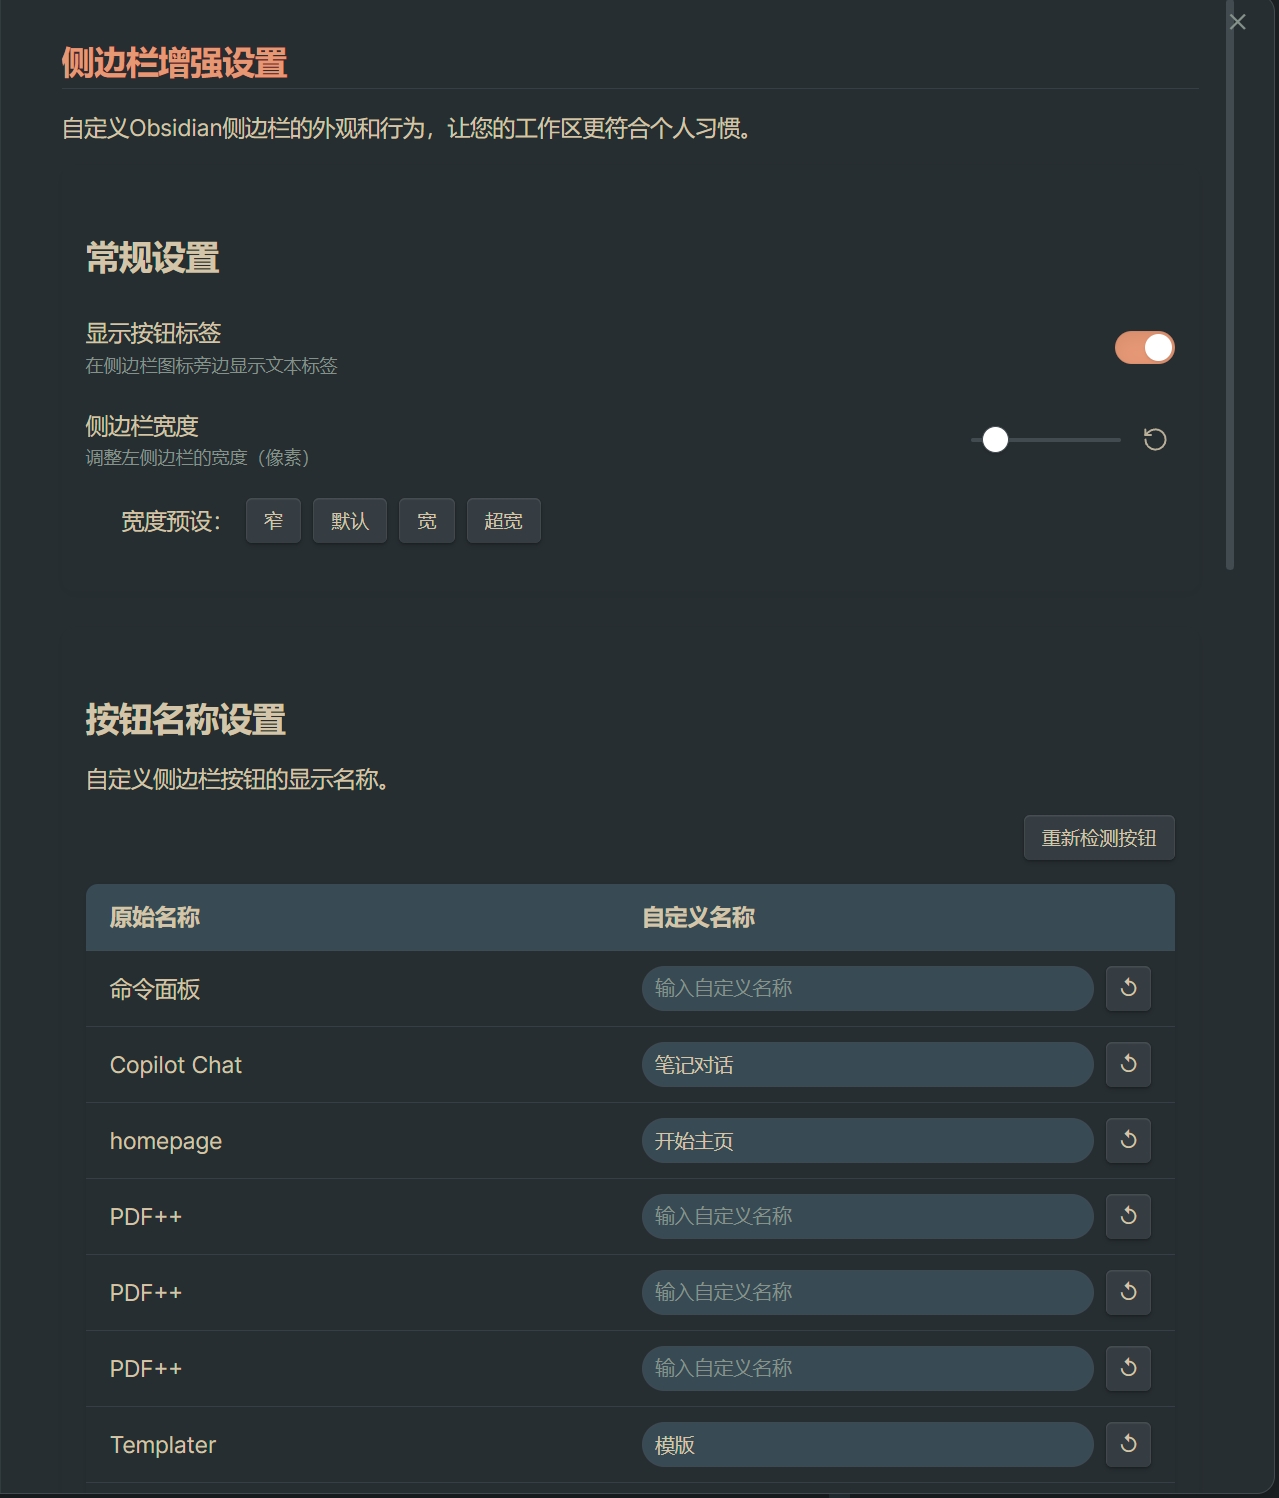 侧边栏增强设置
自定义Obsidian侧边栏的外观和行为，让您的工作区更符合个人习惯。
常规设置
显示按钮标签
在侧边栏图标旁边显示文本标签
侧边栏宽度
调整左侧边栏的宽度（像素）
宽度预设： 窄 默认 宽 超宽
按钮名称设置
自定义侧边栏按钮的显示名称。
重新检测按钮
原始名称 自定义名称
命令面板 输入自定义名称
Copilot Chat 笔记对话
homepage 开始主页
PDF++ 输入自定义名称
PDF++ 输入自定义名称
PDF++ 输入自定义名称
Templater 模版